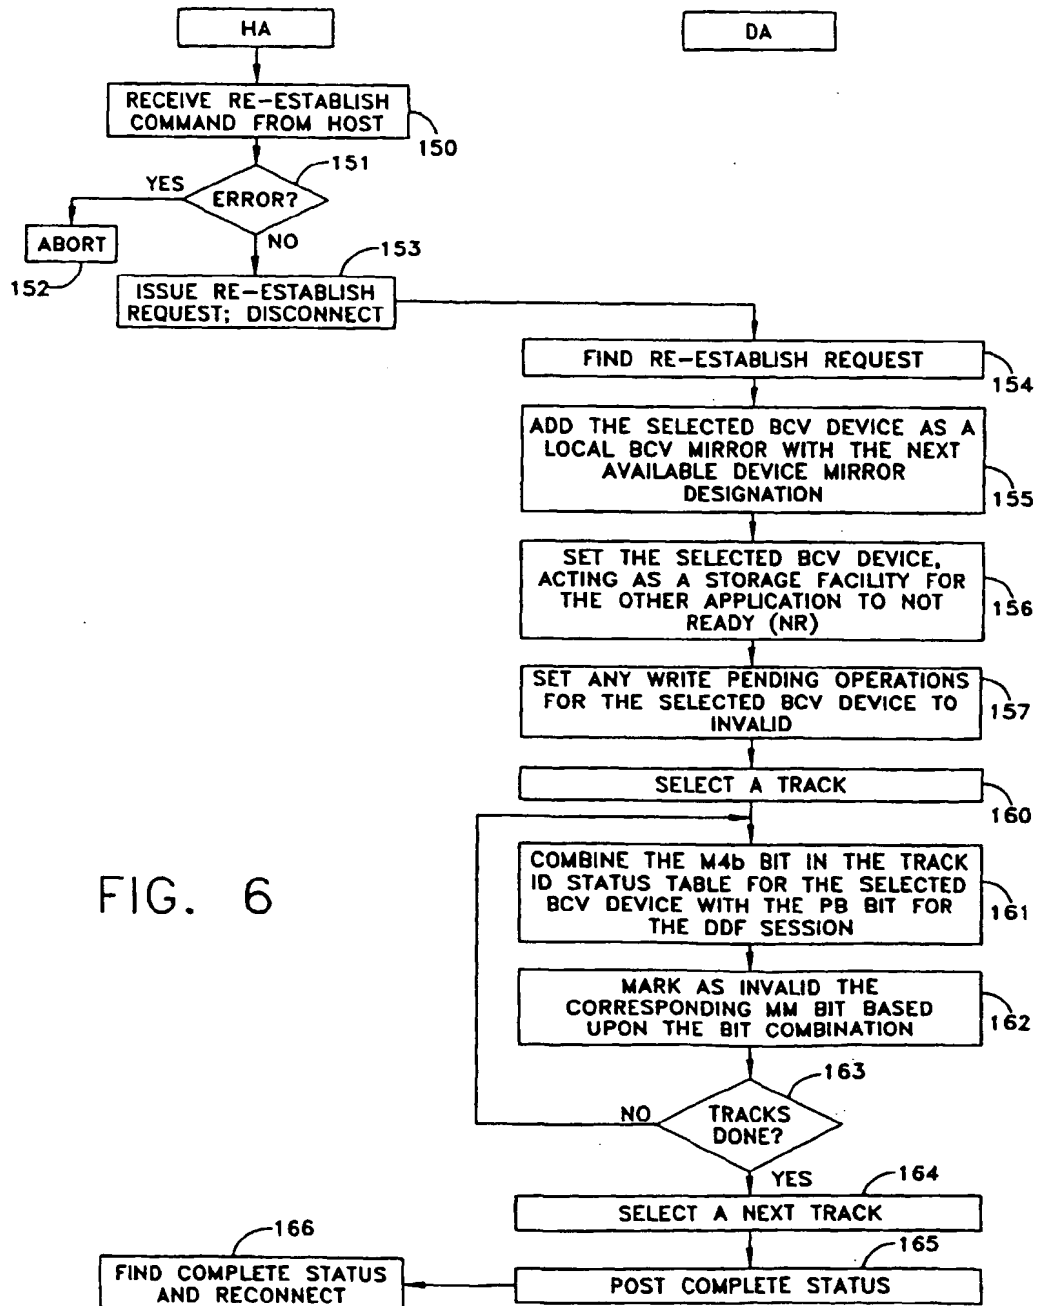 HA
DA
RECEIVE RE-ESTABLISH
COMMAND FROM HOST
150
151
YES
ERROR?
ABORT
NO
152
153
ISSUE RE-ESTABLISH
REQUEST; DISCONNECT
FIND RE-ESTABLISH REQUEST
154
ADD THE SELECTED BCV DEVICE AS A
LOCAL BCV MIRROR WITH THE NEXT
AVAILABLE DEVICE MIRROR
DESIGNATION
155
SET THE SELECTED BCV DEVICE,
ACTING AS A STORAGE FACILITY FOR
THE OTHER APPLICATION TO NOT
READY (NR)
156
SET ANY WRITE PENDING OPERATIONS
FOR THE SELECTED BCV DEVICE TO
INVALID
157
SELECT A TRACK
160
COMBINE THE M4b BIT IN THE TRACK
ID STATUS TABLE FOR THE SELECTED
BCV DEVICE WITH THE PB BIT FOR
THE DDF SESSION
161
FIG. 6
MARK AS INVALID THE
CORRESPONDING MM BIT BASED
UPON THE BIT COMBINATION
162
163
NO
TRACKS
DONE?
YES
164
SELECT A NEXT TRACK
165
POST COMPLETE STATUS
166
FIND COMPLETE STATUS
AND RECONNECT